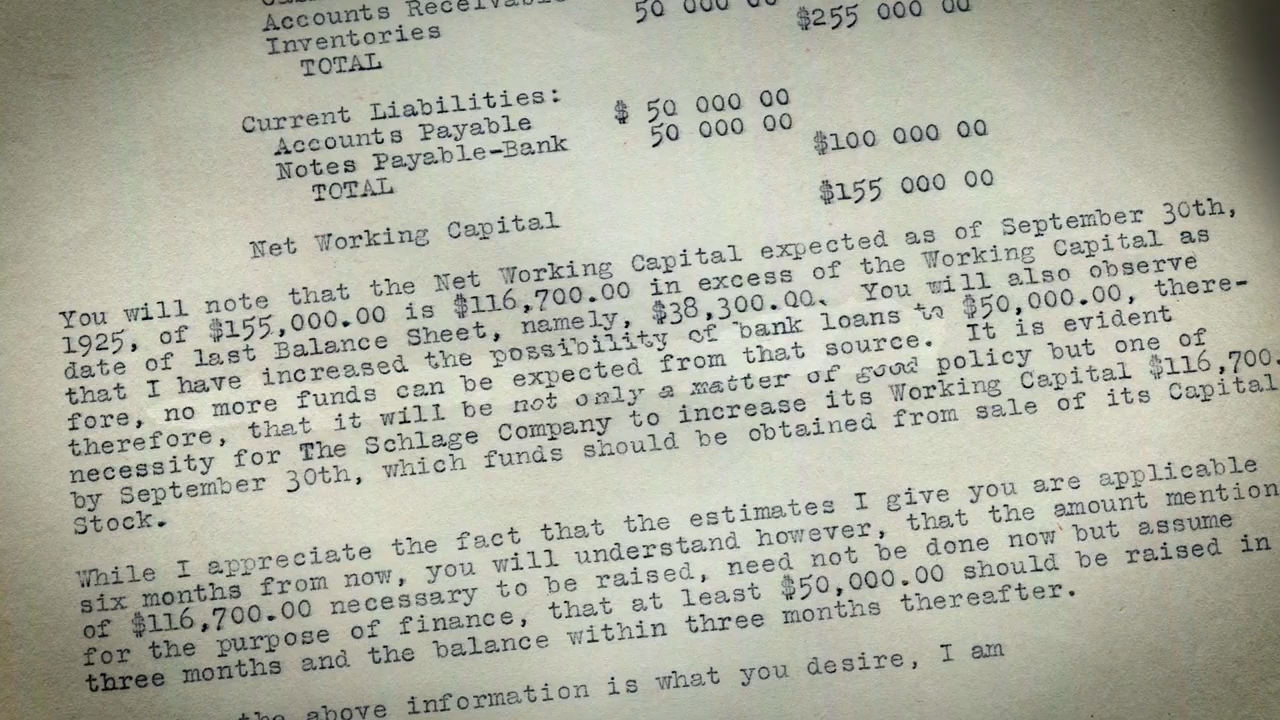 Accounts Receivable
Inventories 50 000 00 $255 000 00
TOTAL
Current Liabilities:
Accounts Payable $ 50 000 00
Notes Payable-Bank 50 000 00 $100 000 00
TOTAL
$155 000 00
Net Working Capital
You will note that the Net Working Capital expected as of September 30th,
1925, of $155,000.00 is $116,700.00 in excess of the Working Capital as
date of last Balance Sheet, namely, $38,300.00. You will also observe
that I have increased the possibility of bank loans to $50,000.00, there-
fore, no more funds can be expected from that source. It is evident
therefore, that it will be not only a matter of good policy but one of
necessity for The Schlage Company to increase its Working Capital $116,700.
by September 30th, which funds should be obtained from sale of its Capital
Stock.
While I appreciate the fact that the estimates I give you are applicable
six months from now, you will understand however, that the amount mention
of $116,700.00 necessary to be raised, need not be done now but assume
for the purpose of finance, that at least $50,000.00 should be raised in
three months and the balance within three months thereafter.
the above information is what you desire, I am